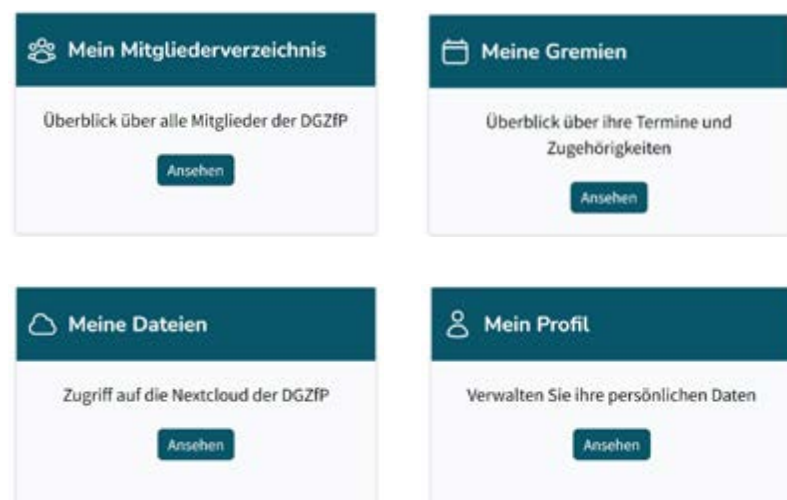 Mein Mitgliederverzeichnis
Überblick über alle Mitglieder der DGZfP
Ansehen
Meine Gremien
Überblick über ihre Termine und
Zugehörigkeiten
Ansehen
Meine Dateien
Zugriff auf die Nextcloud der DGZfP
Ansehen
Mein Profil
Verwalten Sie ihre persönlichen Daten
Ansehen